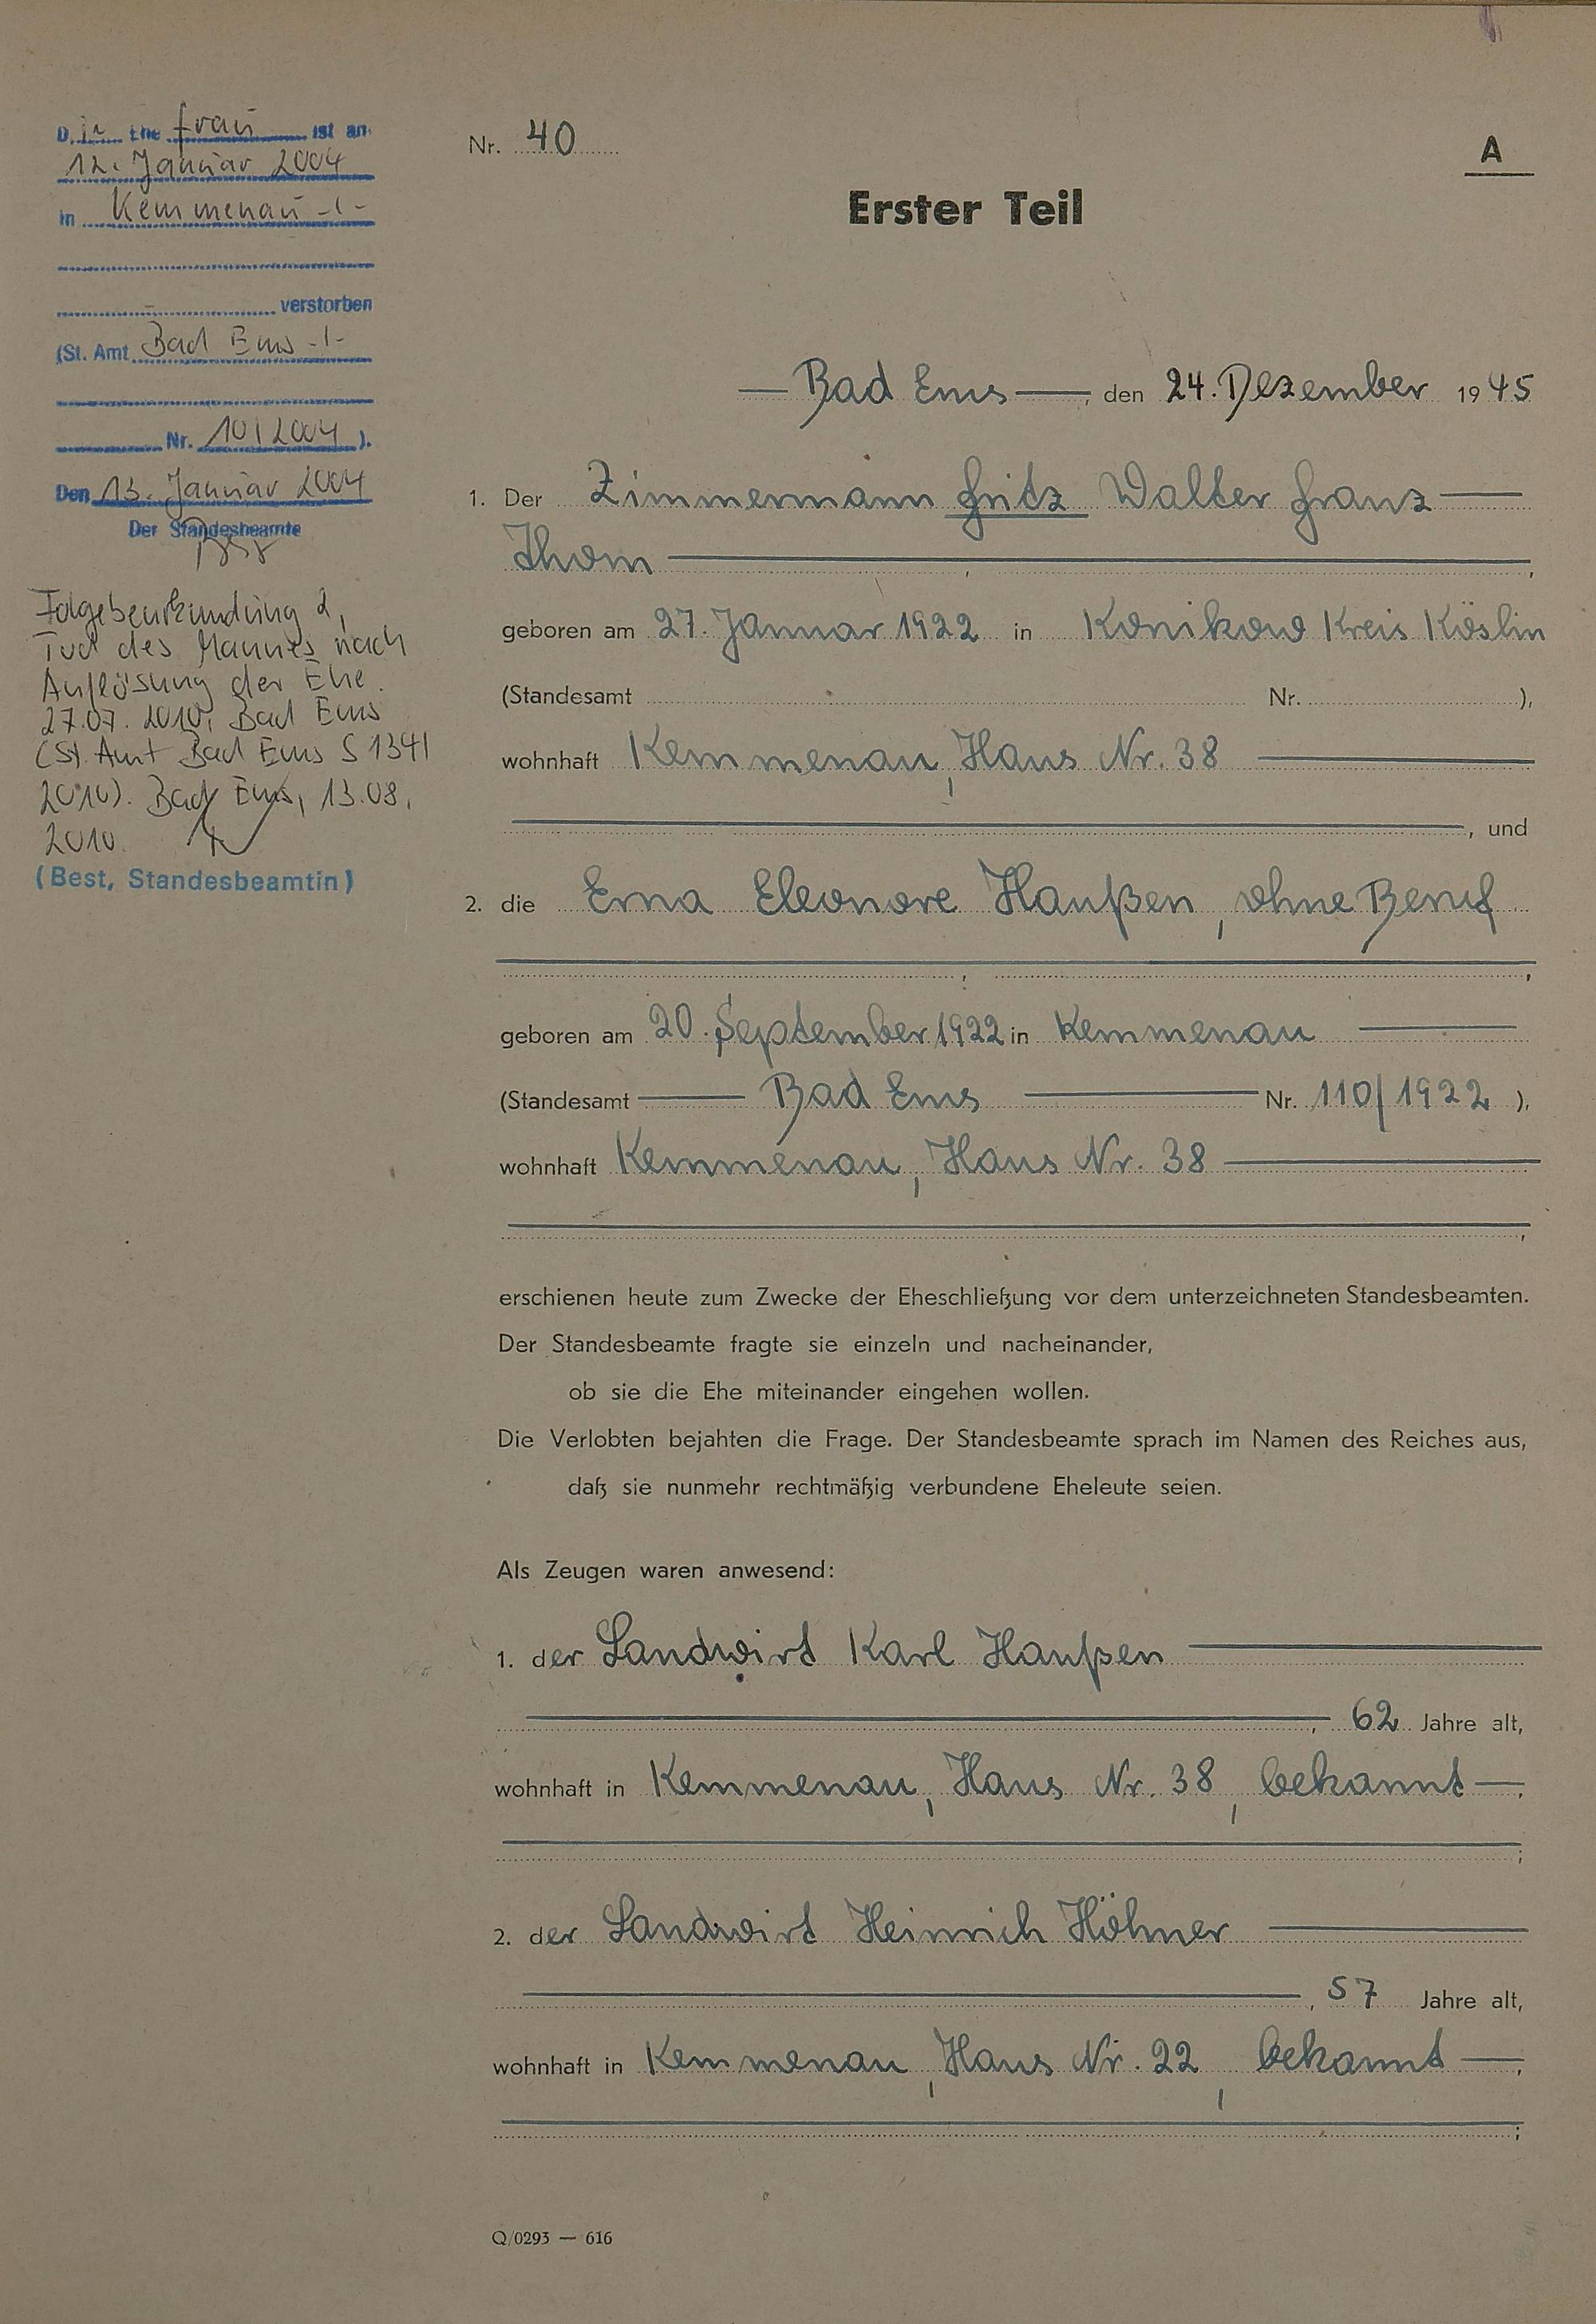 D.ie Ehe frau ist am
12. Januar 2004
in Kemmenau -/-
verstorben
(St. Amt Bad Ems -/-
Nr. 10/2004 ).
Den 13. Januar 2004
Der Standesbeamte
Folgebeurkundung 2,
Tod des Mannes nach
Auflösung der Ehe.
27.07.2010, Bad Ems
(St. Amt Bad Ems S 134/
2010). Bad Ems, 13.08.
2010.
(Best, Standesbeamtin)
Nr. 40
A
Erster Teil
— Bad Ems —, den 24. Dezember 1945
1. Der Zimmermann Fritz Walter Franz —
Thom —,
geboren am 27. Januar 1922 in Konikow Kreis Köslin
(Standesamt Nr. ),
wohnhaft Kemmenau, Haus Nr. 38 —
—, und
2. die Erna Eleonore Haußen, ohne Beruf
—,
geboren am 20. September 1922 in Kemmenau —
(Standesamt — Bad Ems — Nr. 110/1922 ),
wohnhaft Kemmenau, Haus Nr. 38 —
—,
erschienen heute zum Zwecke der Eheschließung vor dem unterzeichneten Standesbeamten.
Der Standesbeamte fragte sie einzeln und nacheinander,
ob sie die Ehe miteinander eingehen wollen.
Die Verlobten bejahten die Frage. Der Standesbeamte sprach im Namen des Reiches aus,
daß sie nunmehr rechtmäßig verbundene Eheleute seien.
Als Zeugen waren anwesend:
1. der Landwirt Karl Haußen —
—, 62 Jahre alt,
wohnhaft in Kemmenau, Haus Nr. 38, bekannt —,
—;
2. der Landwirt Heinrich Höhner —
—, 57 Jahre alt,
wohnhaft in Kemmenau, Haus Nr. 22, bekannt —,
—;
Q/0293 — 616